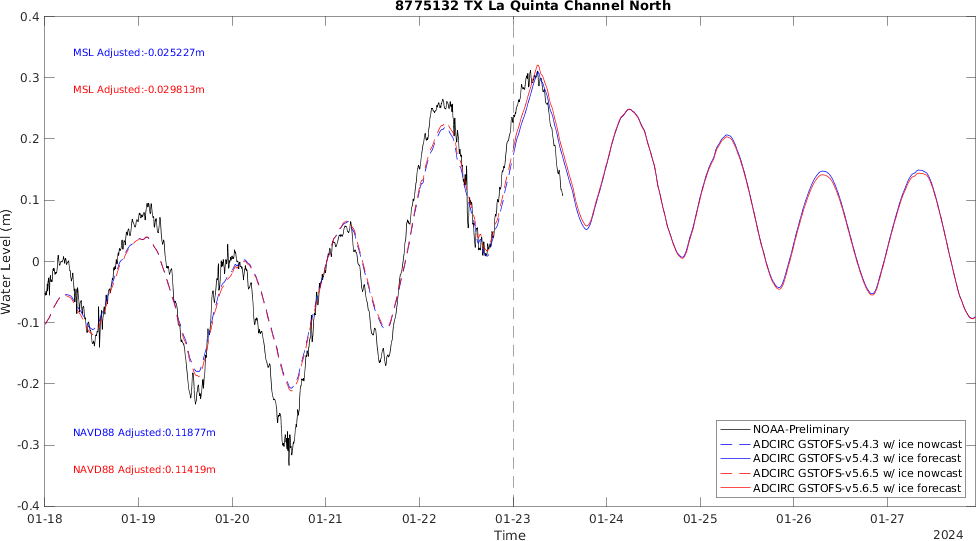 8775132 TX La Quinta Channel North
0.4
0.3
0.2
0.1
0
-0.1
-0.2
-0.3
-0.4
Water Level (m)
MSL Adjusted:-0.025227m
MSL Adjusted:-0.029813m
NAVD88 Adjusted:0.11877m
NAVD88 Adjusted:0.11419m
NOAA-Preliminary
ADCIRC GSTOFS-v5.4.3 w/ ice nowcast
ADCIRC GSTOFS-v5.4.3 w/ ice forecast
ADCIRC GSTOFS-v5.6.5 w/ ice nowcast
ADCIRC GSTOFS-v5.6.5 w/ ice forecast
01-18 01-19 01-20 01-21 01-22 01-23 01-24 01-25 01-26 01-27
Time
2024